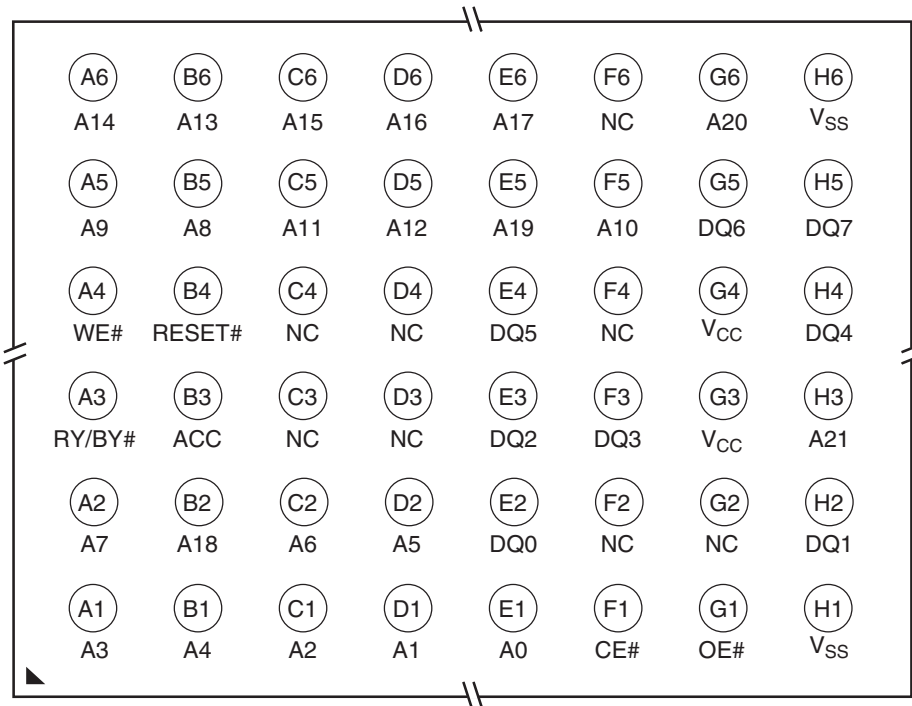 A6 B6 C6 D6 E6 F6 G6 H6
A14 A13 A15 A16 A17 NC A20 VSS
A5 B5 C5 D5 E5 F5 G5 H5
A9 A8 A11 A12 A19 A10 DQ6 DQ7
A4 B4 C4 D4 E4 F4 G4 H4
WE# RESET# NC NC DQ5 NC VCC DQ4
A3 B3 C3 D3 E3 F3 G3 H3
RY/BY# ACC NC NC DQ2 DQ3 VCC A21
A2 B2 C2 D2 E2 F2 G2 H2
A7 A18 A6 A5 DQ0 NC NC DQ1
A1 B1 C1 D1 E1 F1 G1 H1
A3 A4 A2 A1 A0 CE# OE# VSS